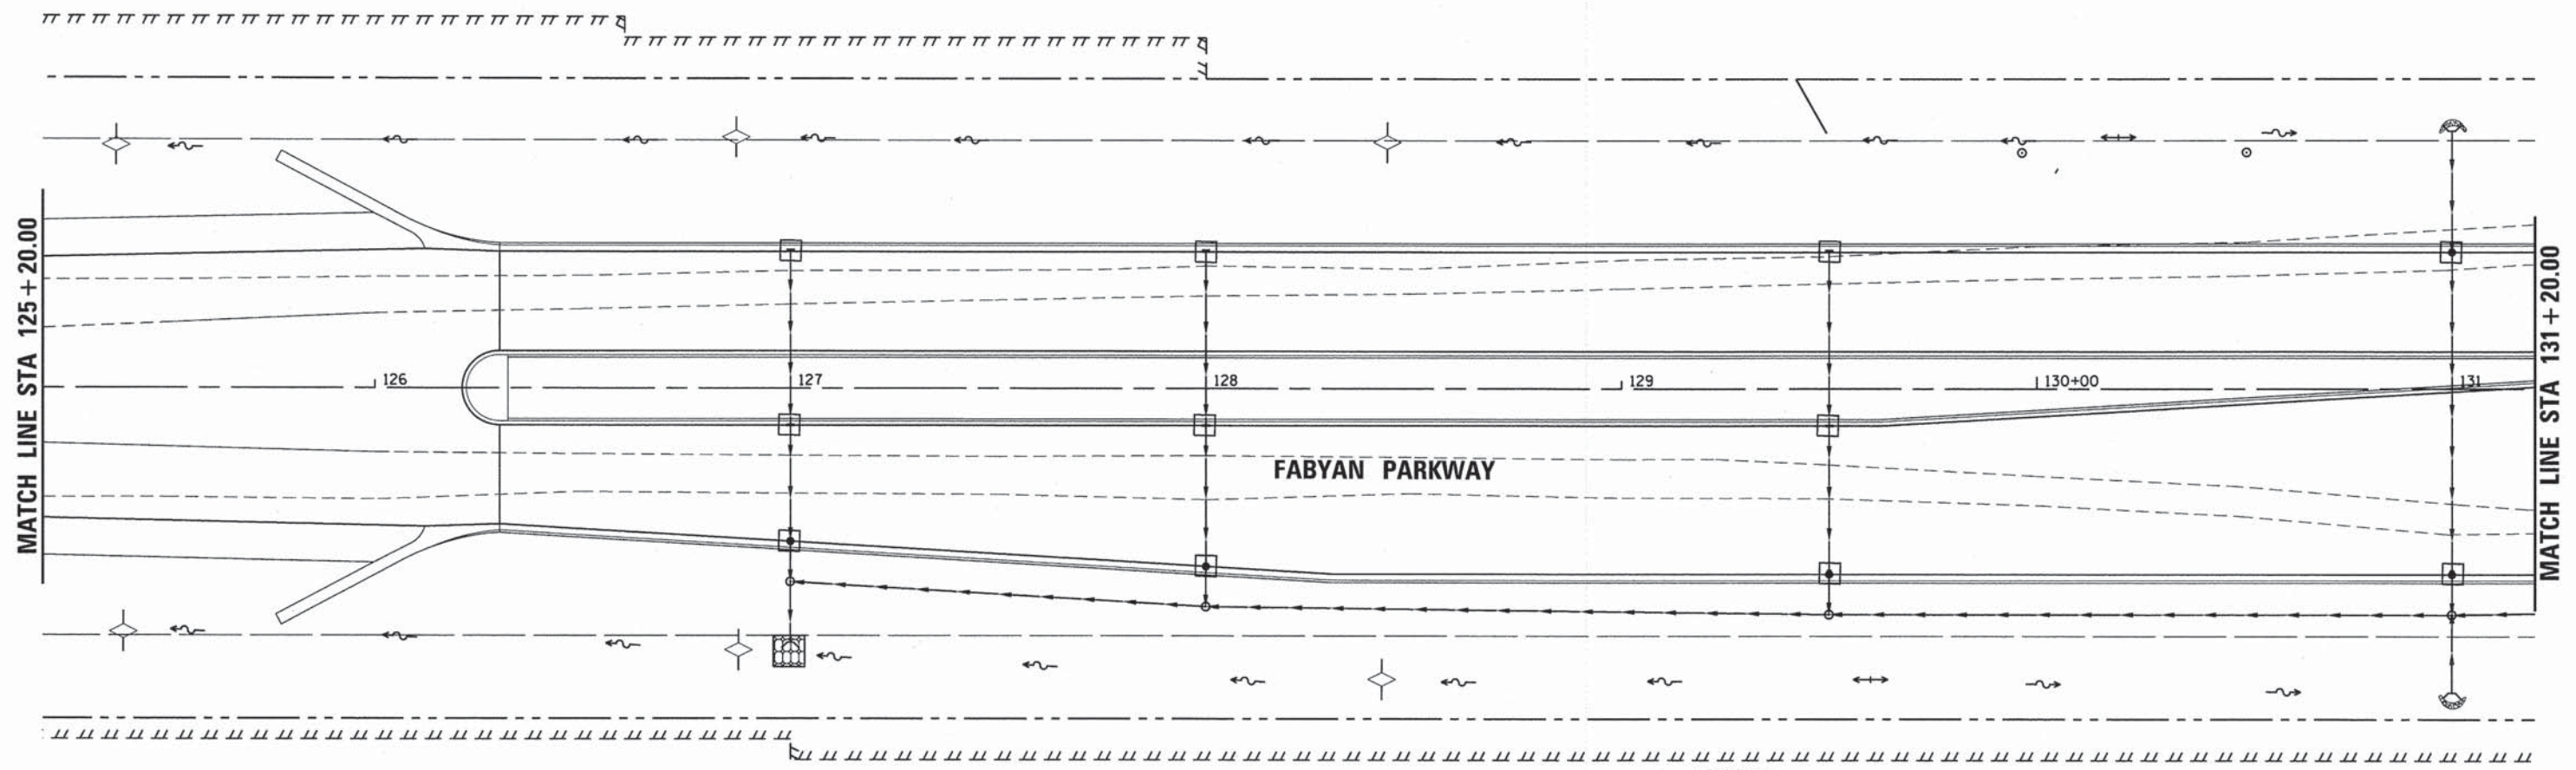 MATCH LINE STA 125+20.00
126
127
128
129
130+00
131
FABYAN PARKWAY
MATCH LINE STA 131+20.00